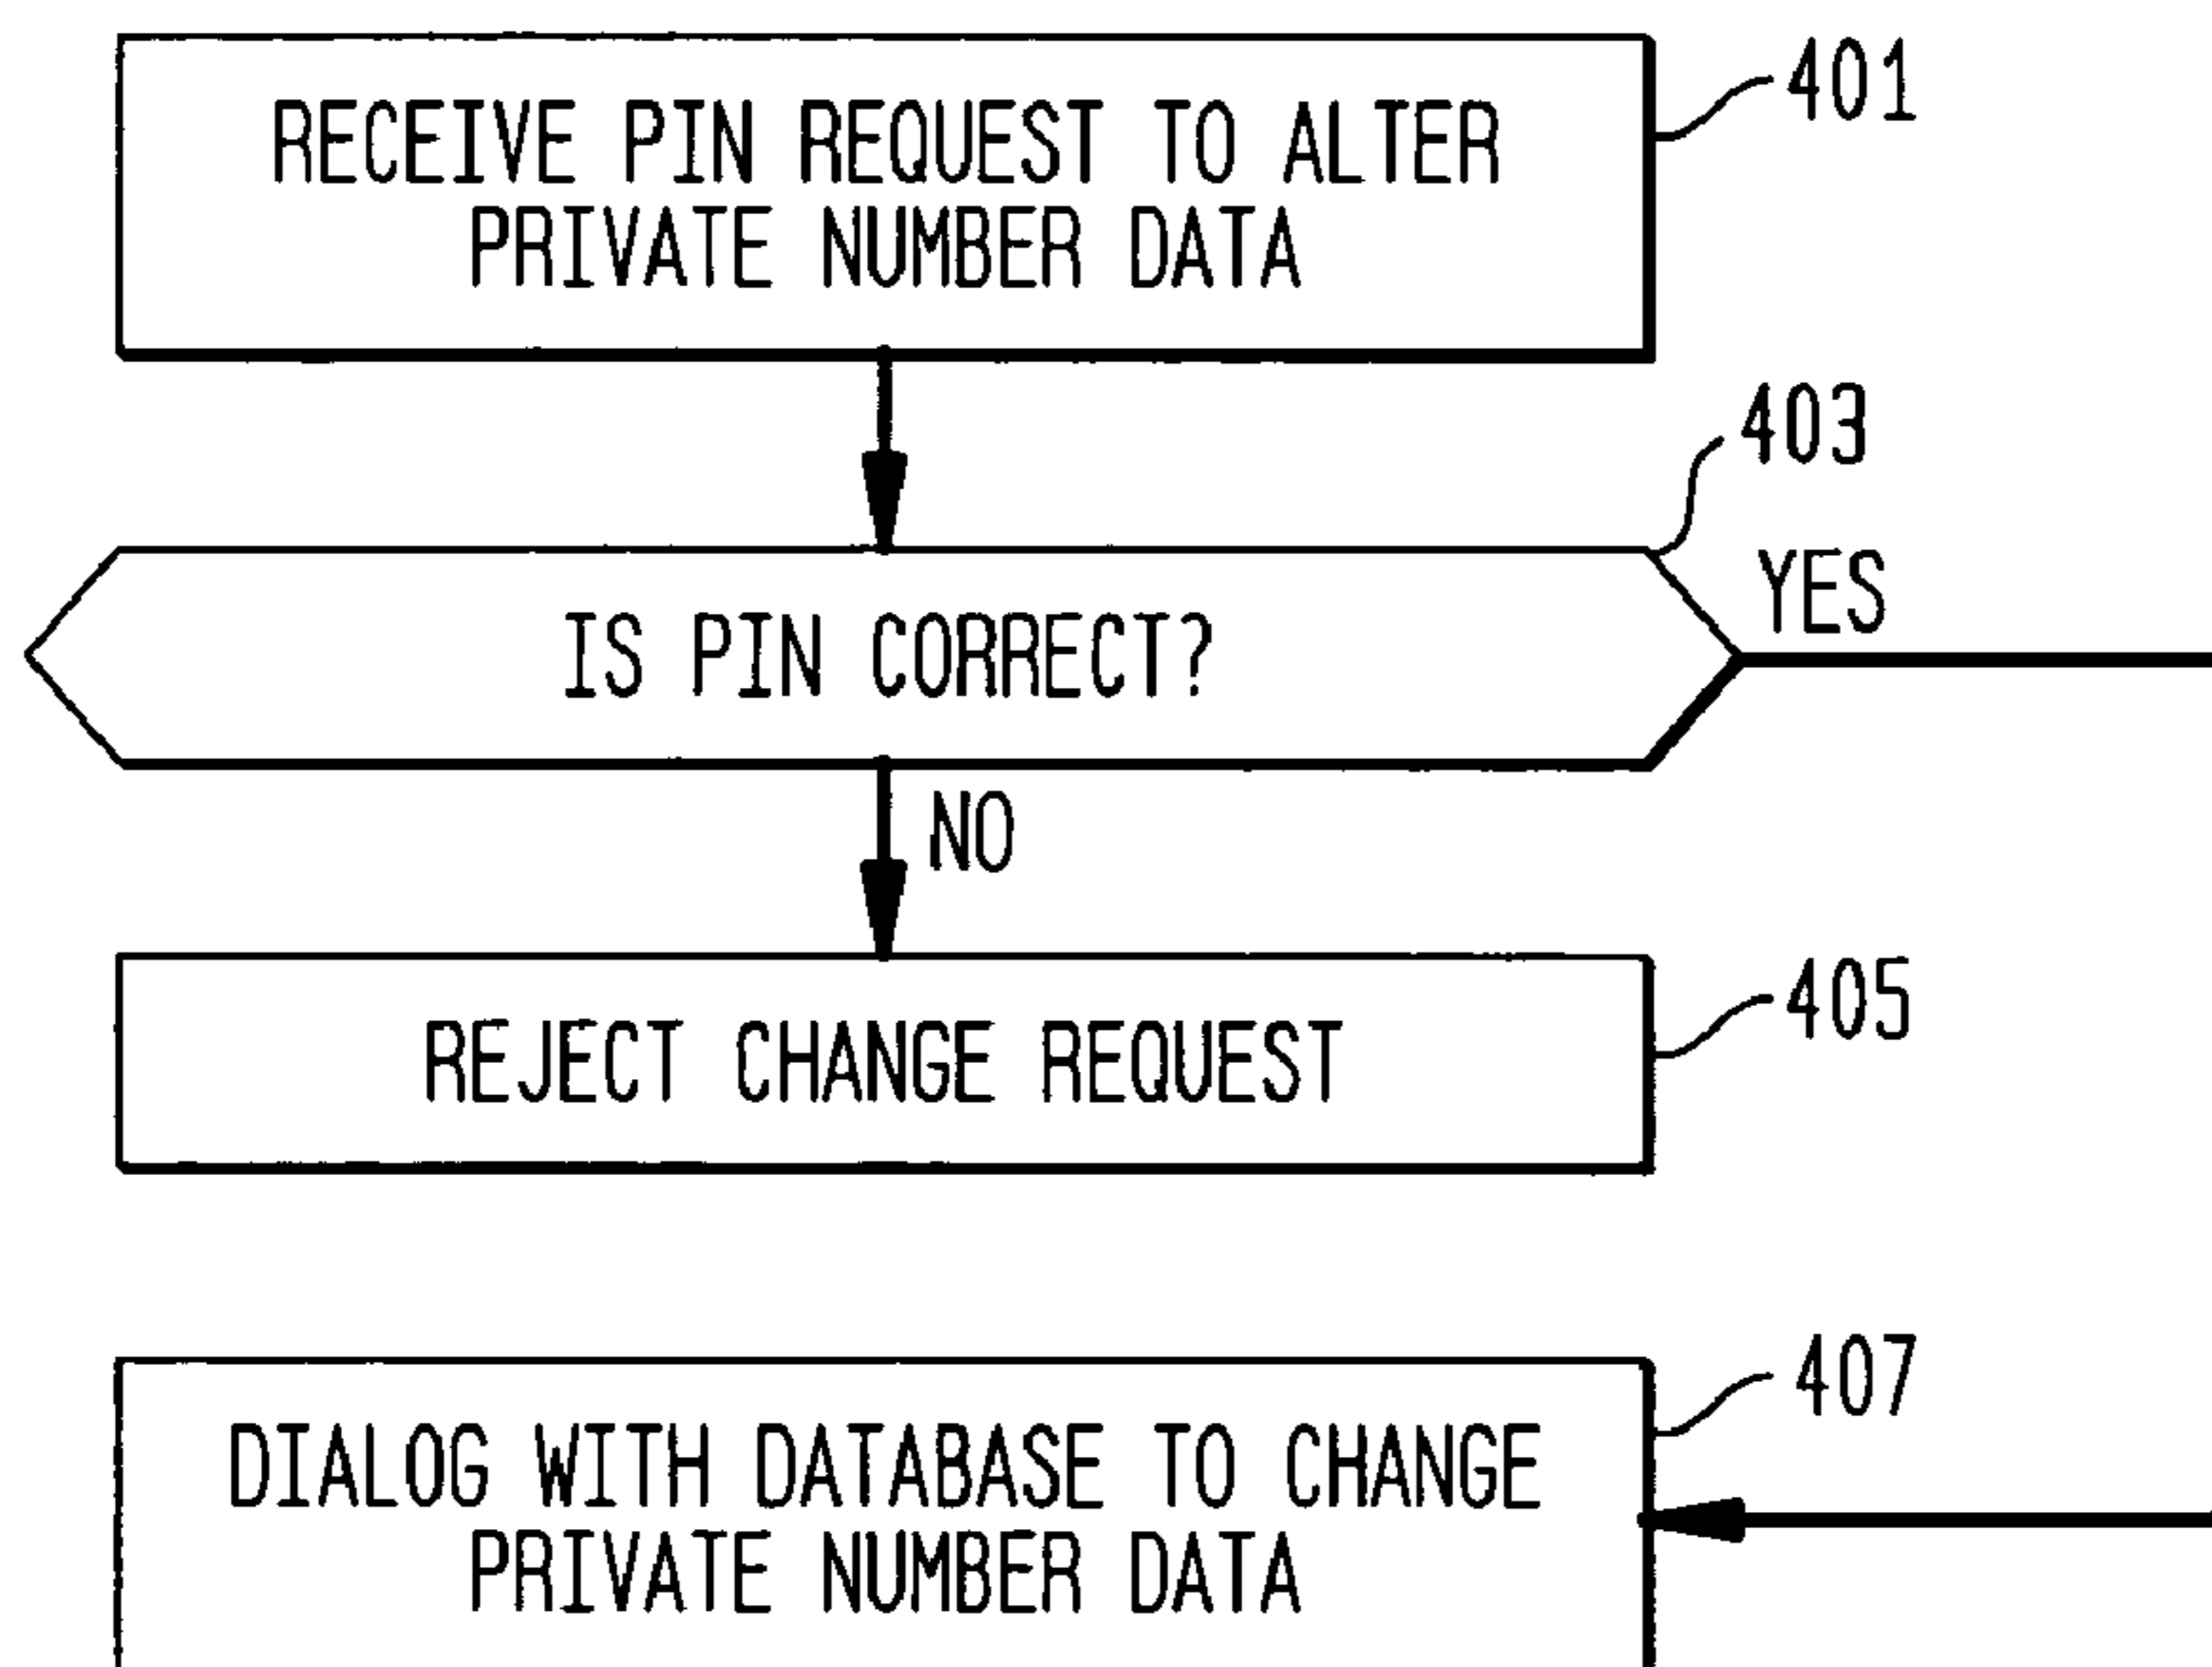 RECEIVE PIN REQUEST TO ALTER
PRIVATE NUMBER DATA
401
403
IS PIN CORRECT?
YES
NO
REJECT CHANGE REQUEST
405
DIALOG WITH DATABASE TO CHANGE
PRIVATE NUMBER DATA
407